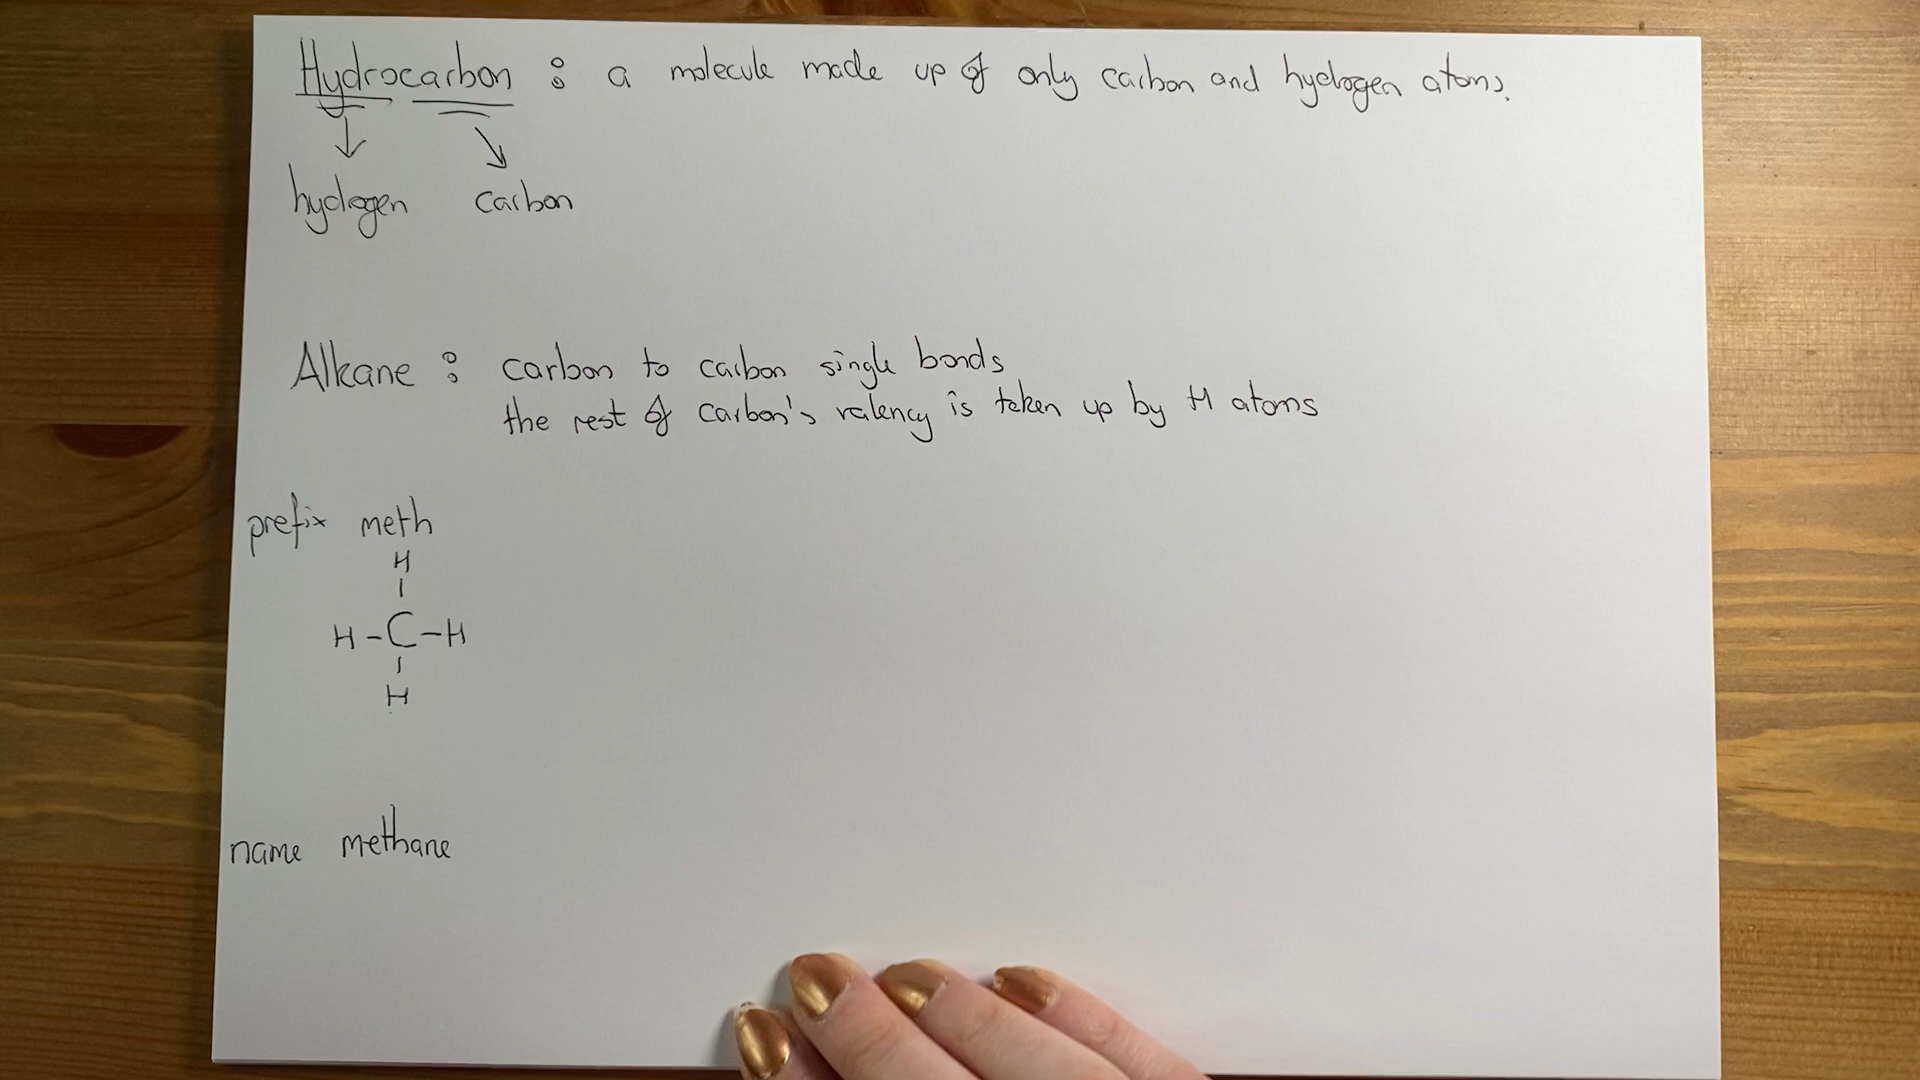 Hydrocarbon : a molecule made up of only carbon and hydrogen atoms.
hydogen carbon
Alkane : carbon to carbon single bonds
the rest of carbon's valency is taken up by H atoms
prefix meth
H
|
H-C-H
|
H
name methane